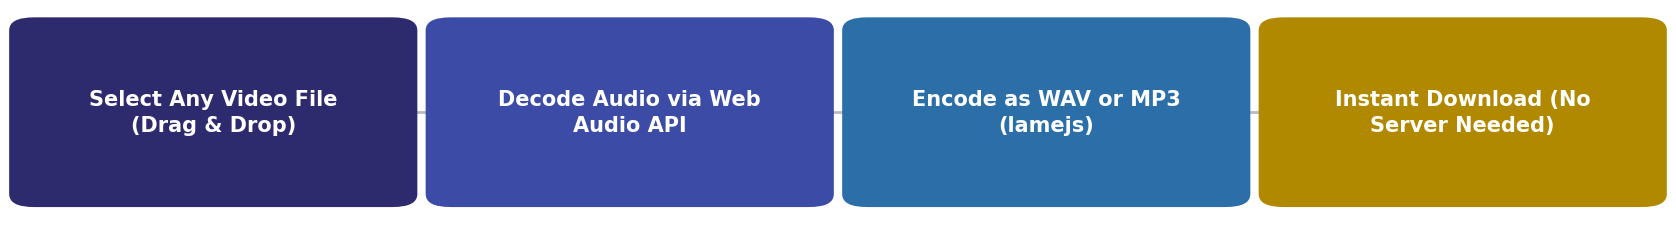 Select Any Video File
(Drag & Drop)
Decode Audio via Web
Audio API
Encode as WAV or MP3
(lamejs)
Instant Download (No
Server Needed)